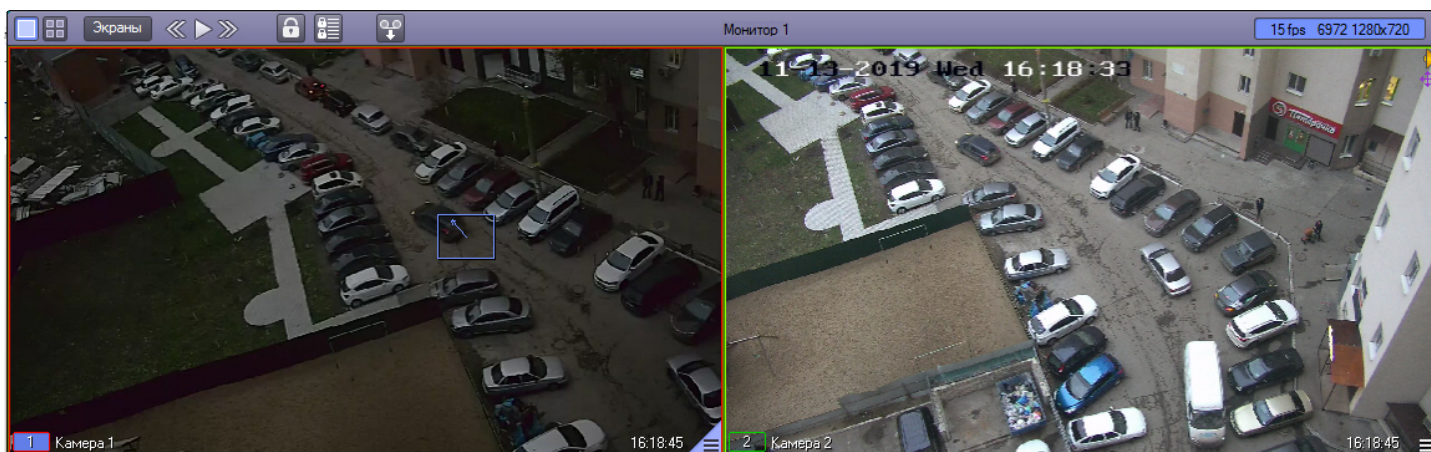 Экраны
Монитор 1
15 fps 6972 1280x720
11-13-2019 Wed 16:18:33
Пятёрочка
1 Камера 1
16:18:45
2 Камера 2
16:18:45